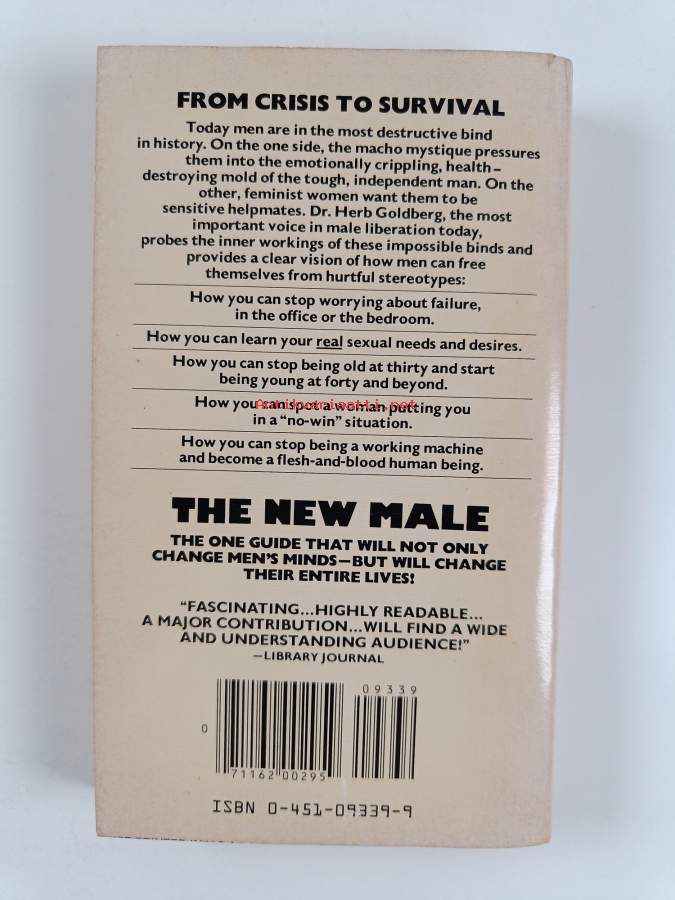 FROM CRISIS TO SURVIVAL
Today men are in the most destructive bind
in history. On the one side, the macho mystique pressures
them into the emotionally crippling, health–
destroying mold of the tough, independent man. On the
other, feminist women want them to be
sensitive helpmates. Dr. Herb Goldberg, the most
important voice in male liberation today,
probes the inner workings of these impossible binds and
provides a clear vision of how men can free
themselves from hurtful stereotypes:
How you can stop worrying about failure,
in the office or the bedroom.
How you can learn your real sexual needs and desires.
How you can stop being old at thirty and start
being young at forty and beyond.
How you can spot a woman putting you
Antikvariaatti.net
in a “no-win” situation.
How you can stop being a working machine
and become a flesh-and-blood human being.
THE NEW MALE
THE ONE GUIDE THAT WILL NOT ONLY
CHANGE MEN'S MINDS—BUT WILL CHANGE
THEIR ENTIRE LIVES!
“FASCINATING...HIGHLY READABLE...
A MAJOR CONTRIBUTION...WILL FIND A WIDE
AND UNDERSTANDING AUDIENCE!”
—LIBRARY JOURNAL
09339
0
71162 00295
ISBN 0-451-09339-9